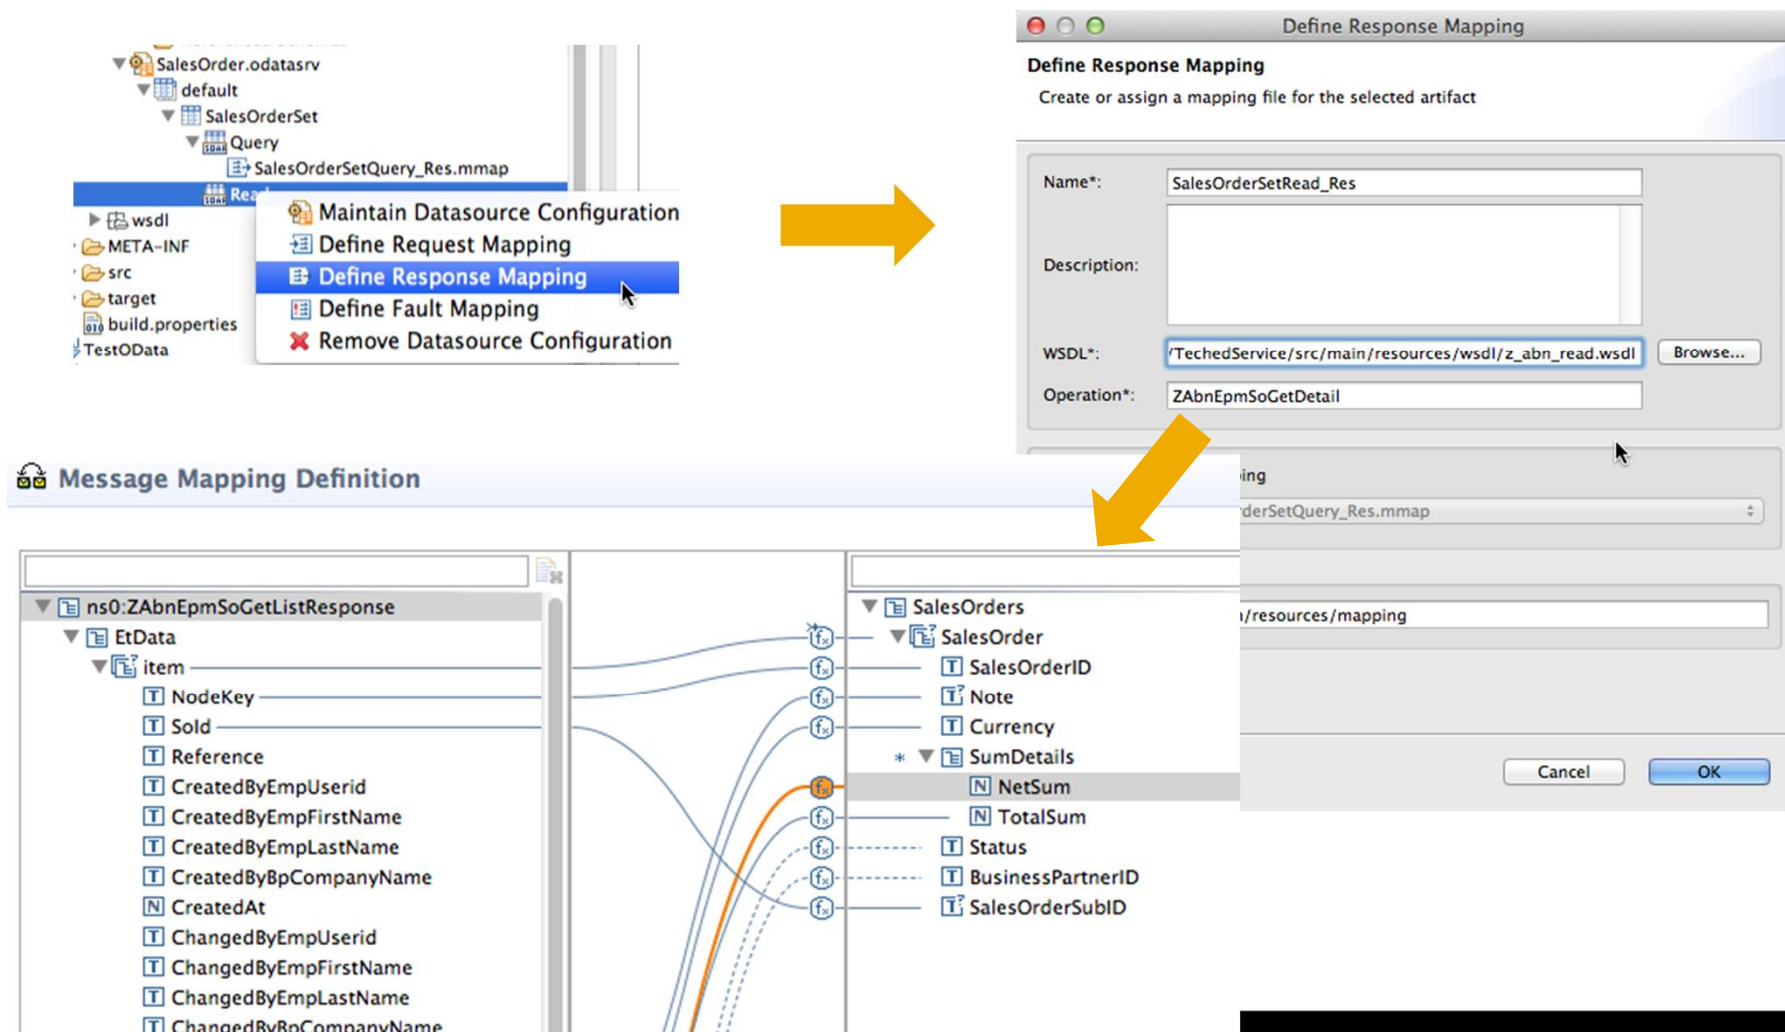 SalesOrder.odatasrv
default
SalesOrderSet
Query
SalesOrderSetQuery_Res.mmap
Read
wsdl
META-INF
src
target
build.properties
TestOData
Maintain Datasource Configuration
Define Request Mapping
Define Response Mapping
Define Fault Mapping
Remove Datasource Configuration
Define Response Mapping
Define Response Mapping
Create or assign a mapping file for the selected artifact
Name*:
SalesOrderSetRead_Res
Description:
WSDL*:
/TechedService/src/main/resources/wsdl/z_abn_read.wsdl
Browse...
Operation*:
ZAbnEpmSoGetDetail
ing
derSetQuery_Res.mmap
/resources/mapping
Cancel
OK
Message Mapping Definition
ns0:ZAbnEpmSoGetListResponse
EtData
item
NodeKey
SoId
Reference
CreatedByEmpUserid
CreatedByEmpFirstName
CreatedByEmpLastName
CreatedByBpCompanyName
CreatedAt
ChangedByEmpUserid
ChangedByEmpFirstName
ChangedByEmpLastName
ChangedByBpCompanyName
SalesOrders
SalesOrder
SalesOrderID
Note
Currency
* SumDetails
NetSum
TotalSum
Status
BusinessPartnerID
SalesOrderSubID